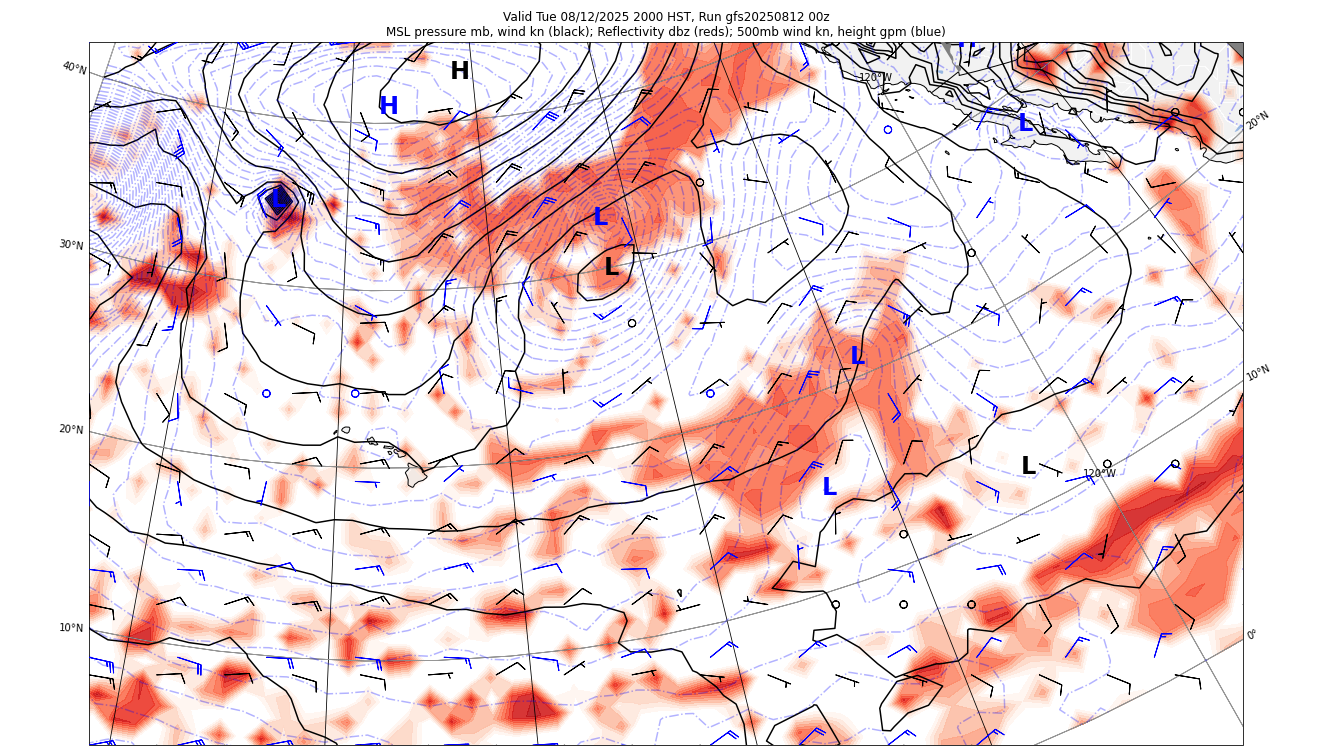 Valid Tue 08/12/2025 2000 HST, Run gfs20250812 00z
MSL pressure mb, wind kn (black); Reflectivity dbz (reds); 500mb wind kn, height gpm (blue)
H
40°N
H
120°W
L
20°N
L
L
30°N
L
L
10°N
20°N
L
120°W
L
10°N
0°